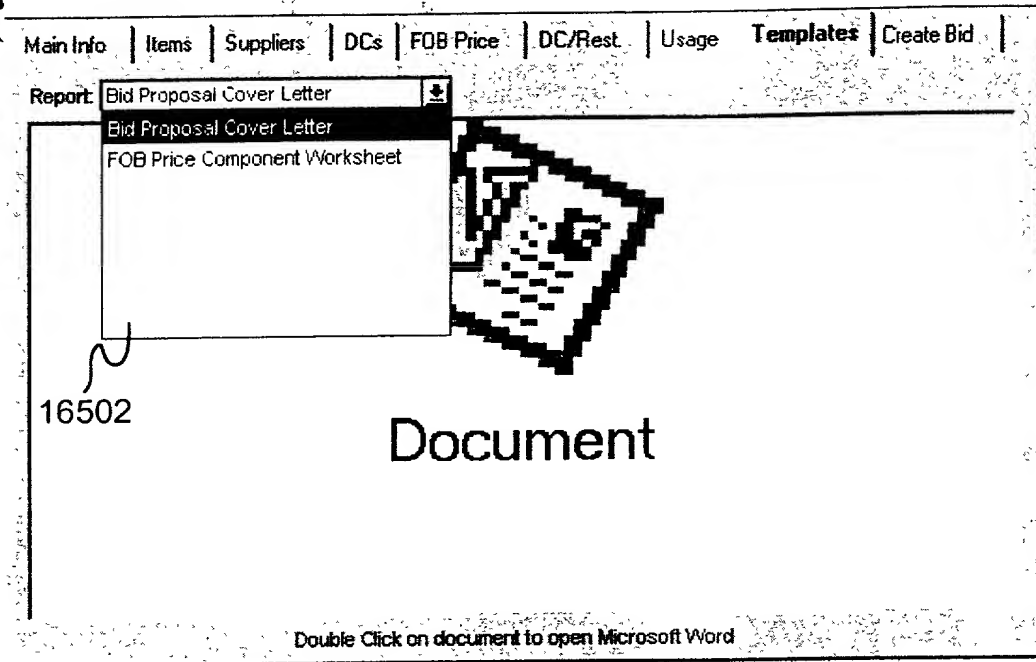 Main Info Items Suppliers DCs FOB Price DC/Rest. Usage Templates Create Bid
Report: Bid Proposal Cover Letter
Bid Proposal Cover Letter
FOB Price Component Worksheet
16502
Document
Double Click on document to open Microsoft Word